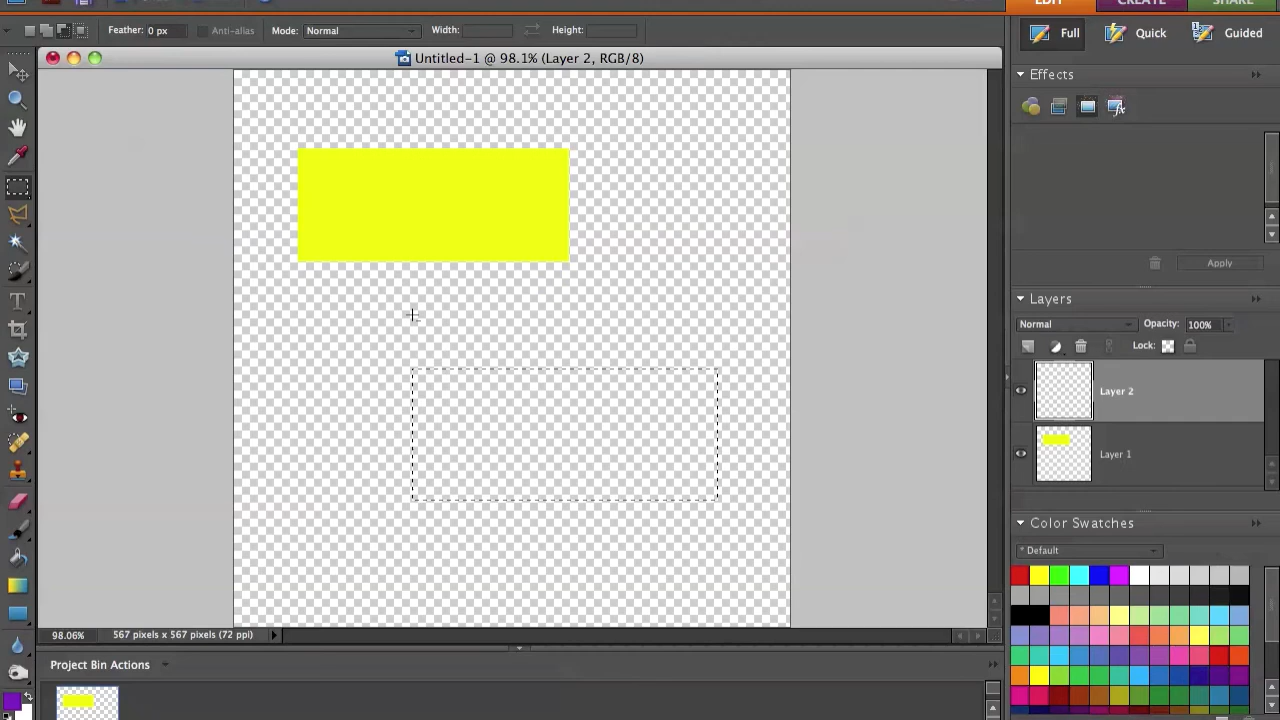 EDIT CREATE SHARE
Feather: 0 px Anti-alias Mode: Normal Width: Height:
Full Quick Guided
Untitled-1 @ 98.1% (Layer 2, RGB/8)
Effects
Apply
Layers
Normal Opacity: 100%
Lock:
Layer 2
Layer 1
Color Swatches
* Default
98.06% 567 pixels x 567 pixels (72 ppi)
Project Bin Actions